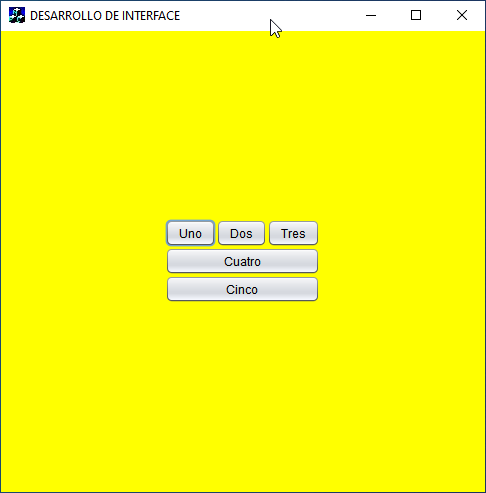 DESARROLLO DE INTERFACE
Uno Dos Tres
Cuatro
Cinco